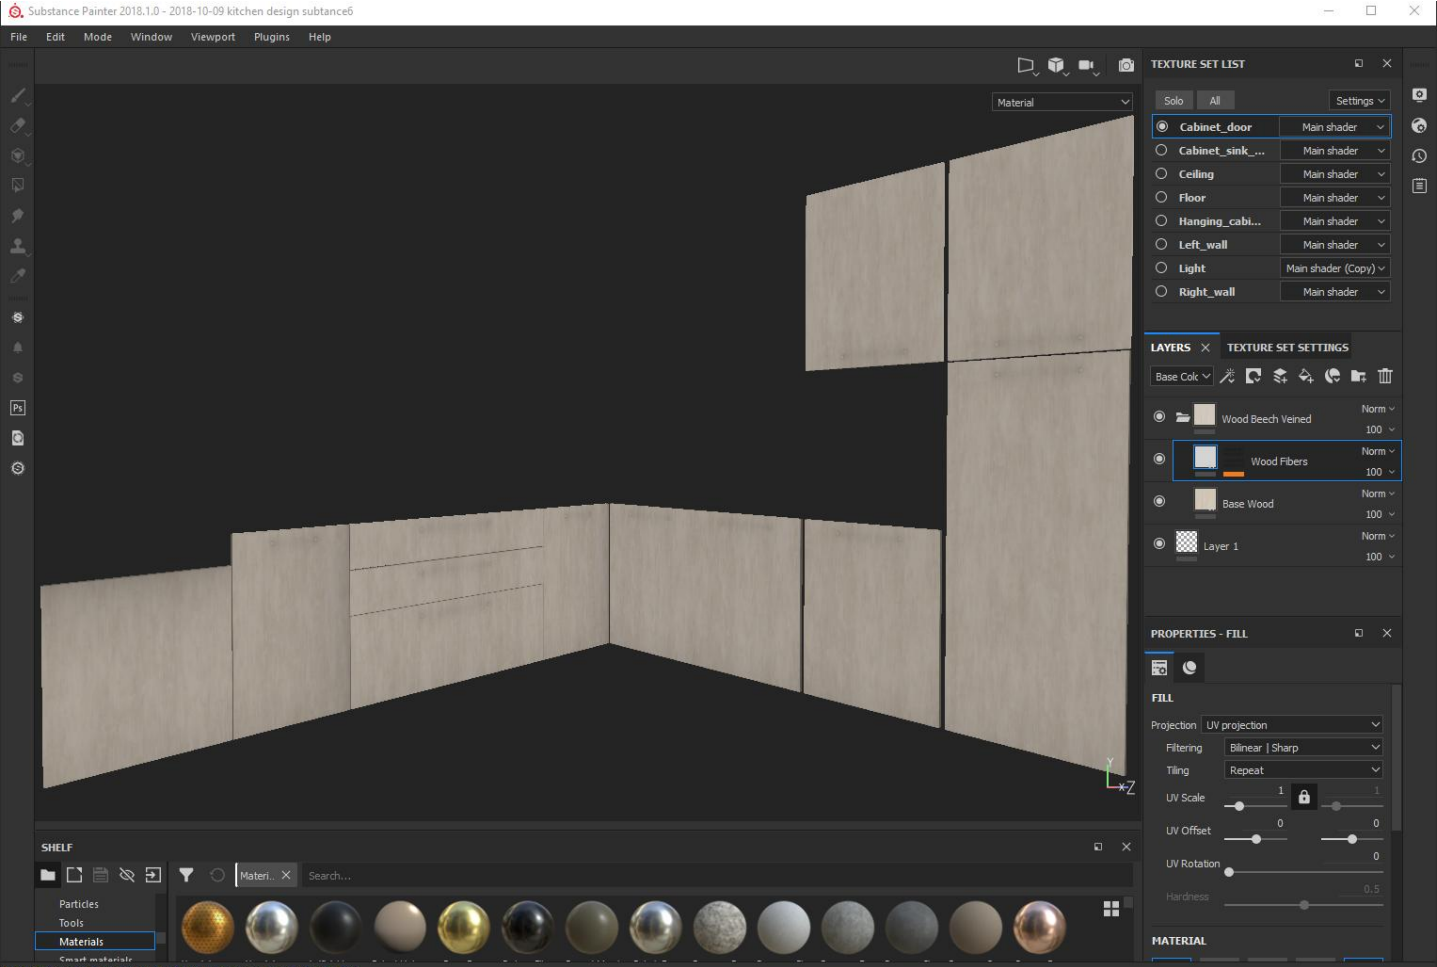 Substance Painter 2018.1.0 - 2018-10-09 kitchen design subtance6
File Edit Mode Window Viewport Plugins Help
Material
TEXTURE SET LIST
Solo All Settings
Cabinet_door Main shader
Cabinet_sink_... Main shader
Ceiling Main shader
Floor Main shader
Hanging_cabi... Main shader
Left_wall Main shader
Light Main shader (Copy)
Right_wall Main shader
LAYERS TEXTURE SET SETTINGS
Base Colc
Wood Beech Veined Norm
100
Wood Fibers Norm
100
Base Wood Norm
100
Layer 1 Norm
100
PROPERTIES - FILL
FILL
Projection UV projection
Filtering Bilinear | Sharp
Tiling Repeat
UV Scale 1 1
UV Offset 0 0
UV Rotation 0
Hardness 0.5
MATERIAL
Ps
Y
X Z
SHELF
Materi.. Search...
Particles
Tools
Materials
Smart materials